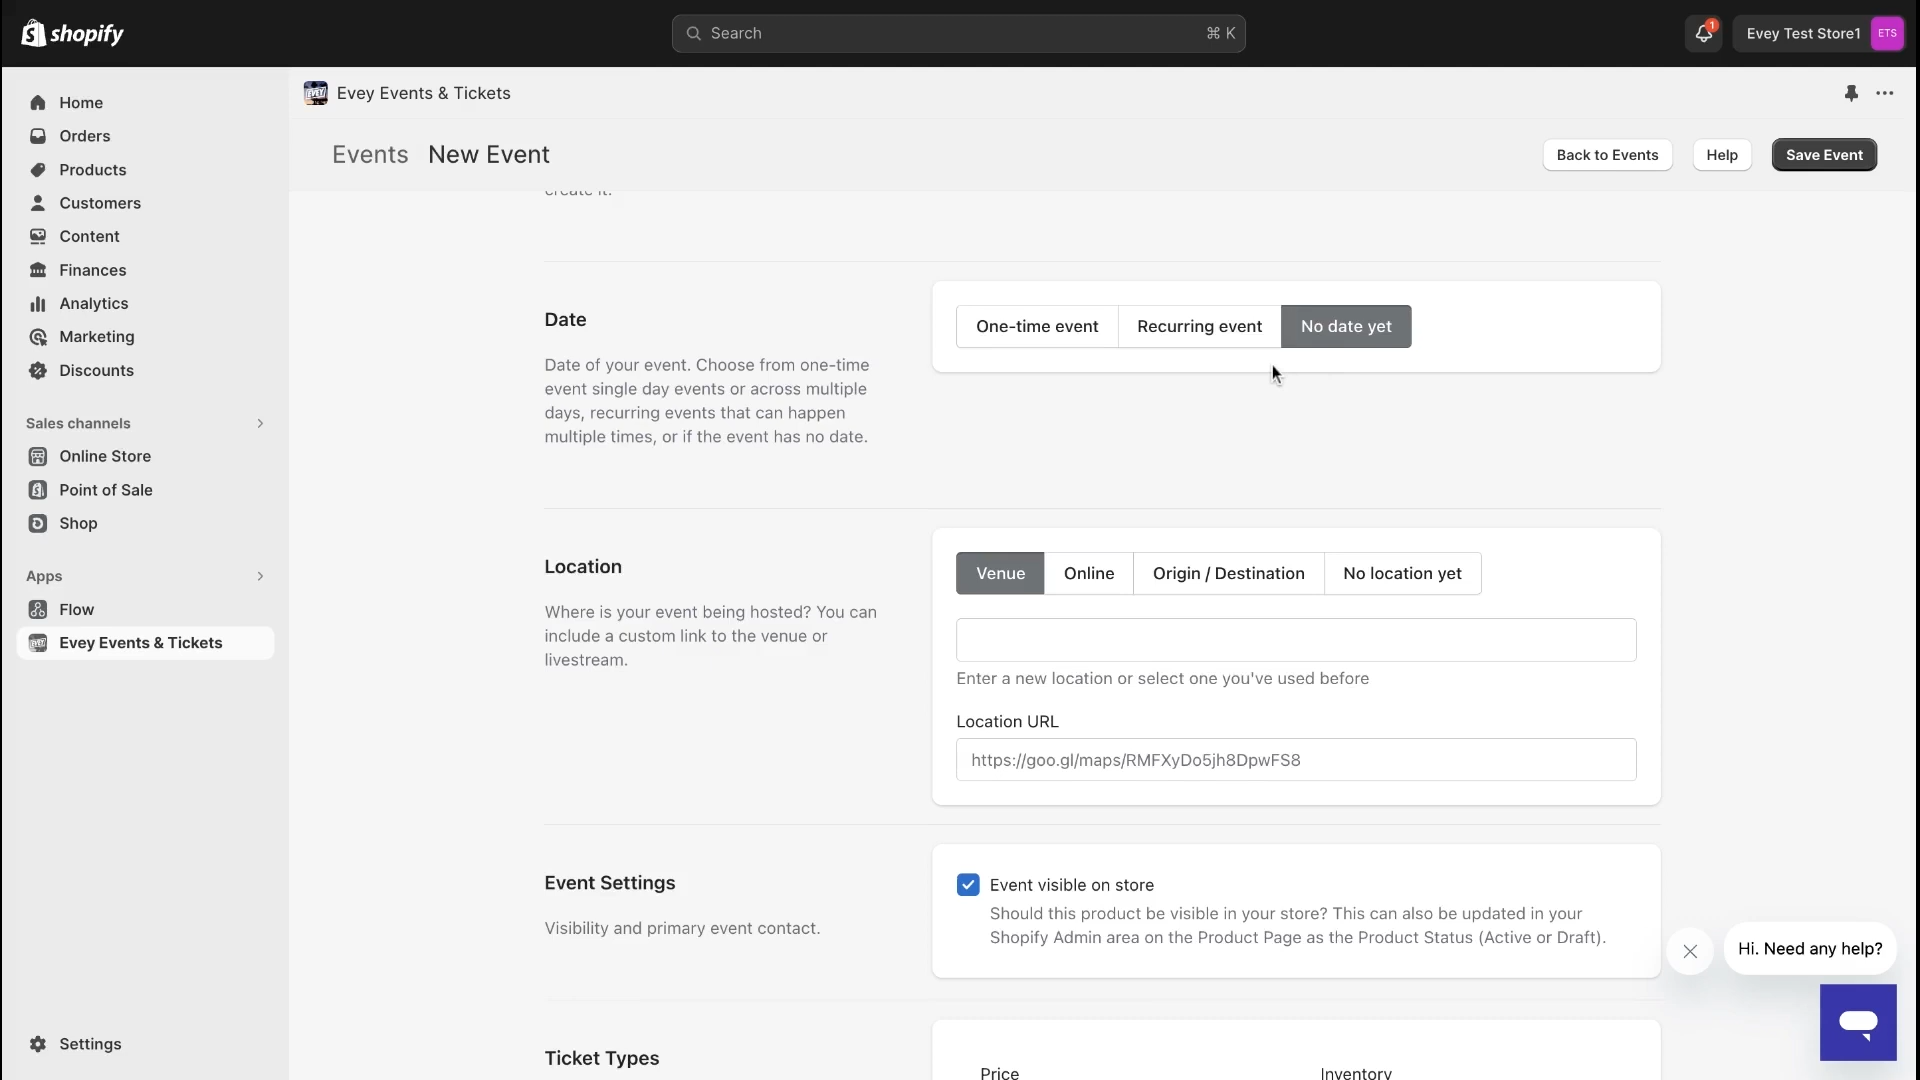 shopify
Search
⌘ K
1
Evey Test Store1
ETS
Home
Orders
Products
Customers
Content
Finances
Analytics
Marketing
Discounts
Sales channels
Online Store
Point of Sale
Shop
Apps
Flow
Evey Events & Tickets
Settings
EVEY
Evey Events & Tickets
Events New Event
Back to Events
Help
Save Event
create it.
Date
Date of your event. Choose from one-time
event single day events or across multiple
days, recurring events that can happen
multiple times, or if the event has no date.
One-time event
Recurring event
No date yet
Location
Where is your event being hosted? You can
include a custom link to the venue or
livestream.
Venue
Online
Origin / Destination
No location yet
Enter a new location or select one you've used before
Location URL
https://goo.gl/maps/RMFXyDo5jh8DpwFS8
Event Settings
Visibility and primary event contact.
Event visible on store
Should this product be visible in your store? This can also be updated in your
Shopify Admin area on the Product Page as the Product Status (Active or Draft).
Hi. Need any help?
Ticket Types
Price
Inventory